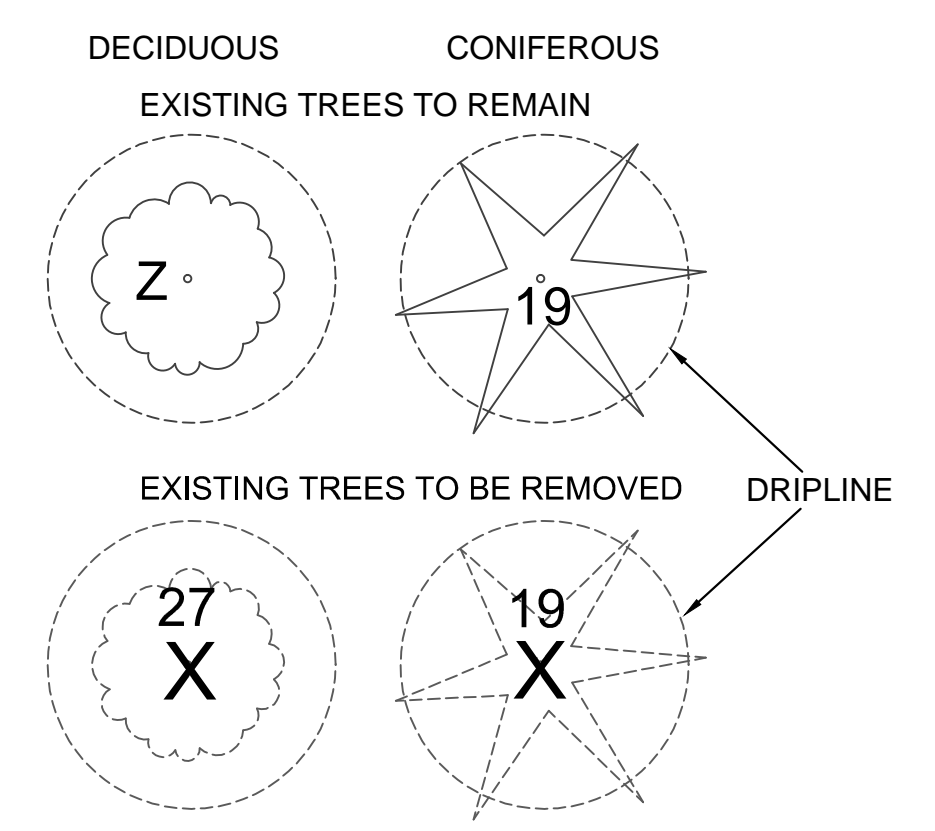 DECIDUOUS CONIFEROUS
EXISTING TREES TO REMAIN
Z
19
EXISTING TREES TO BE REMOVED
DRIPLINE
27 19
X X